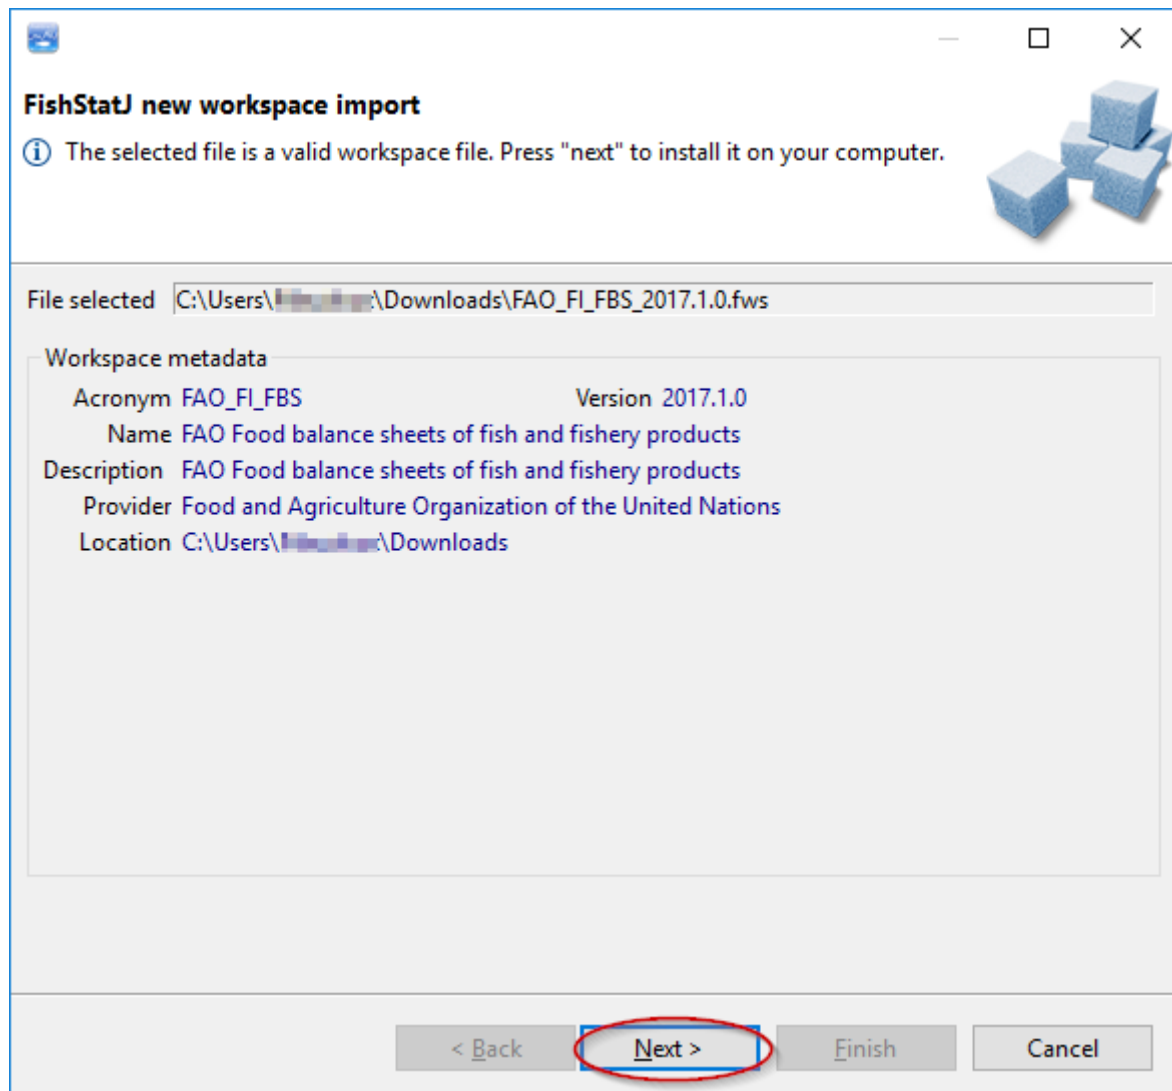 FishStatJ new workspace import
The selected file is a valid workspace file. Press "next" to install it on your computer.
File selected C:\Users\ \Downloads\FAO_FI_FBS_2017.1.0.fws
Workspace metadata
Acronym FAO_FI_FBS Version 2017.1.0
Name FAO Food balance sheets of fish and fishery products
Description FAO Food balance sheets of fish and fishery products
Provider Food and Agriculture Organization of the United Nations
Location C:\Users\ \Downloads
< Back Next > Finish Cancel